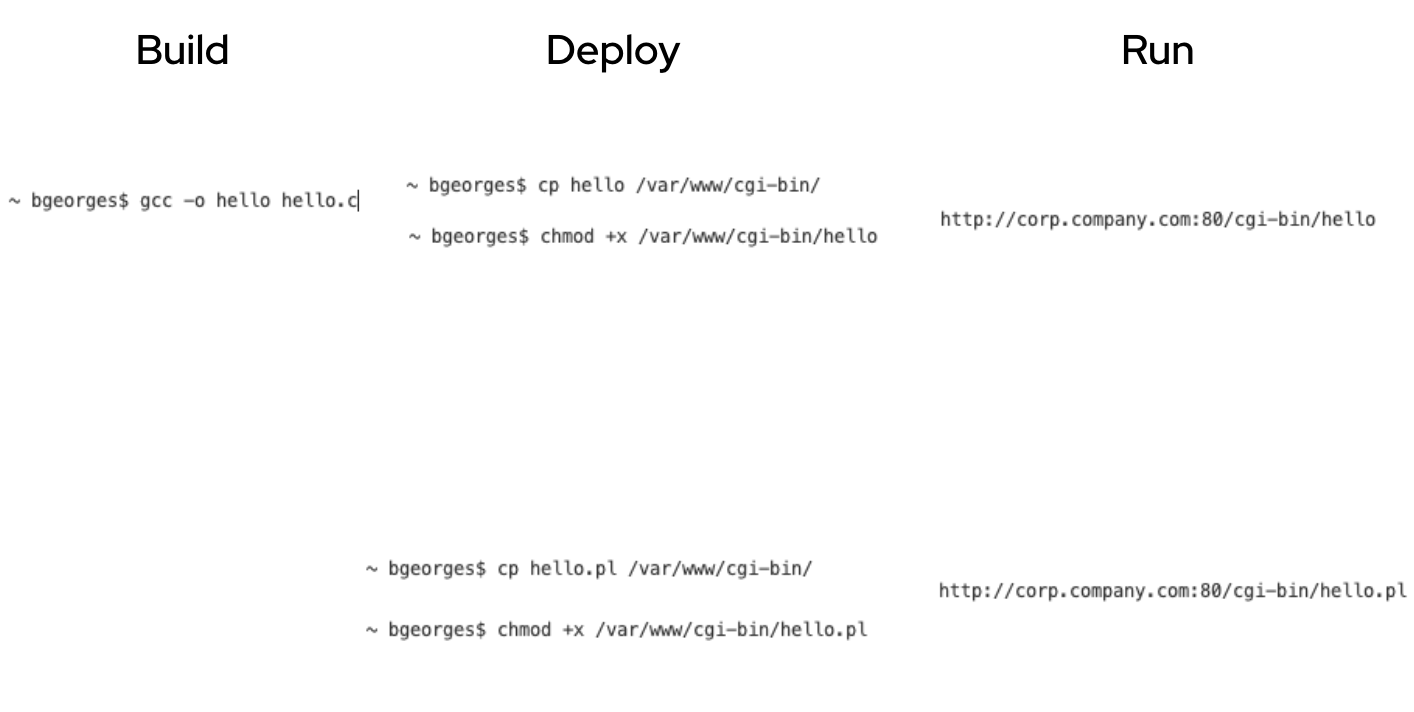 Build
Deploy
Run
~ bgeorges$ gcc -o hello hello.c
~ bgeorges$ cp hello /var/www/cgi-bin/
~ bgeorges$ chmod +x /var/www/cgi-bin/hello
http://corp.company.com:80/cgi-bin/hello
~ bgeorges$ cp hello.pl /var/www/cgi-bin/
~ bgeorges$ chmod +x /var/www/cgi-bin/hello.pl
http://corp.company.com:80/cgi-bin/hello.pl